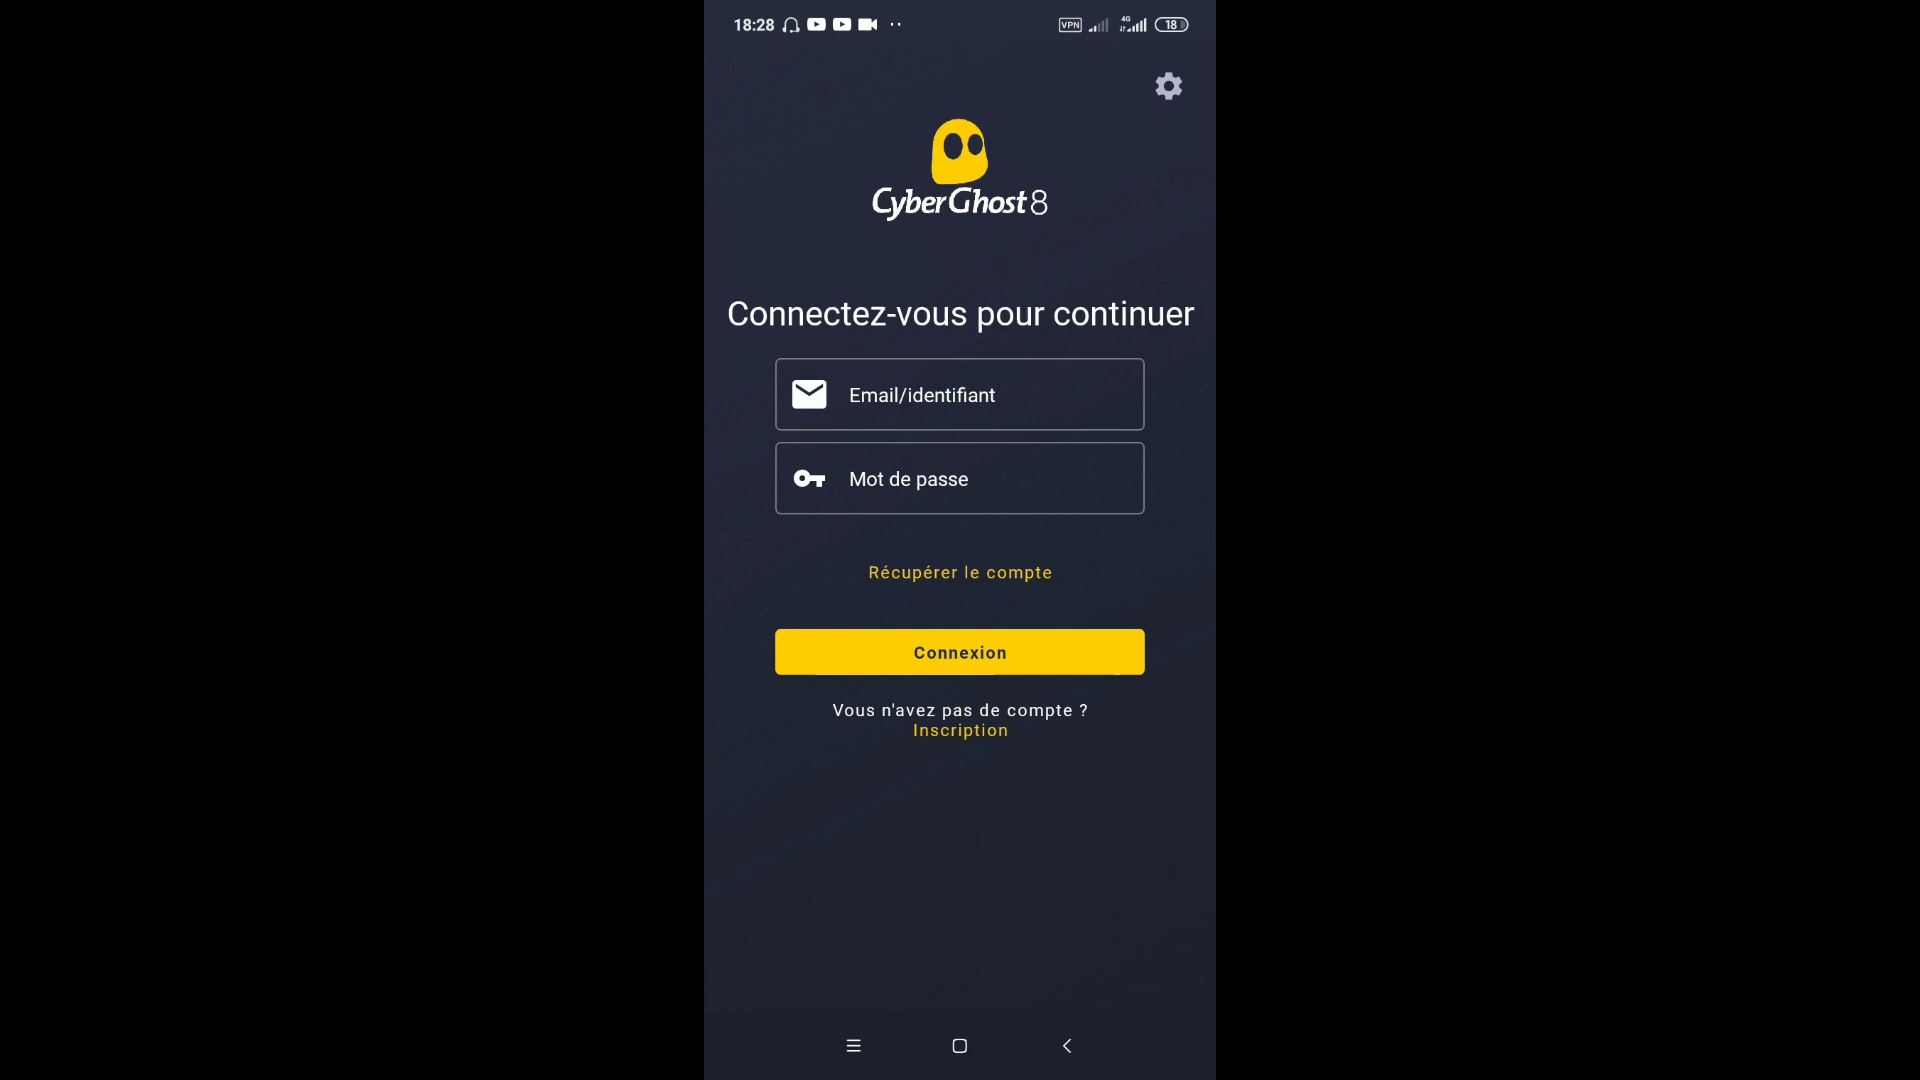 18:28 VPN 4G 18
CyberGhost 8
Connectez-vous pour continuer
Email/identifiant
Mot de passe
Récupérer le compte
Connexion
Vous n'avez pas de compte ?
Inscription